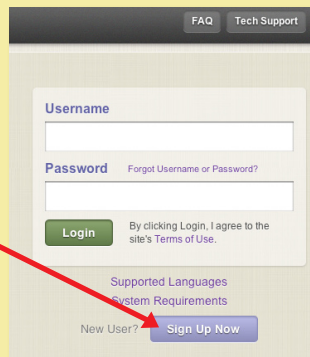 FAQ Tech Support
Username
Password Forgot Username or Password?
Login By clicking Login, I agree to the
site's Terms of Use.
Supported Languages
System Requirements
New User? Sign Up Now